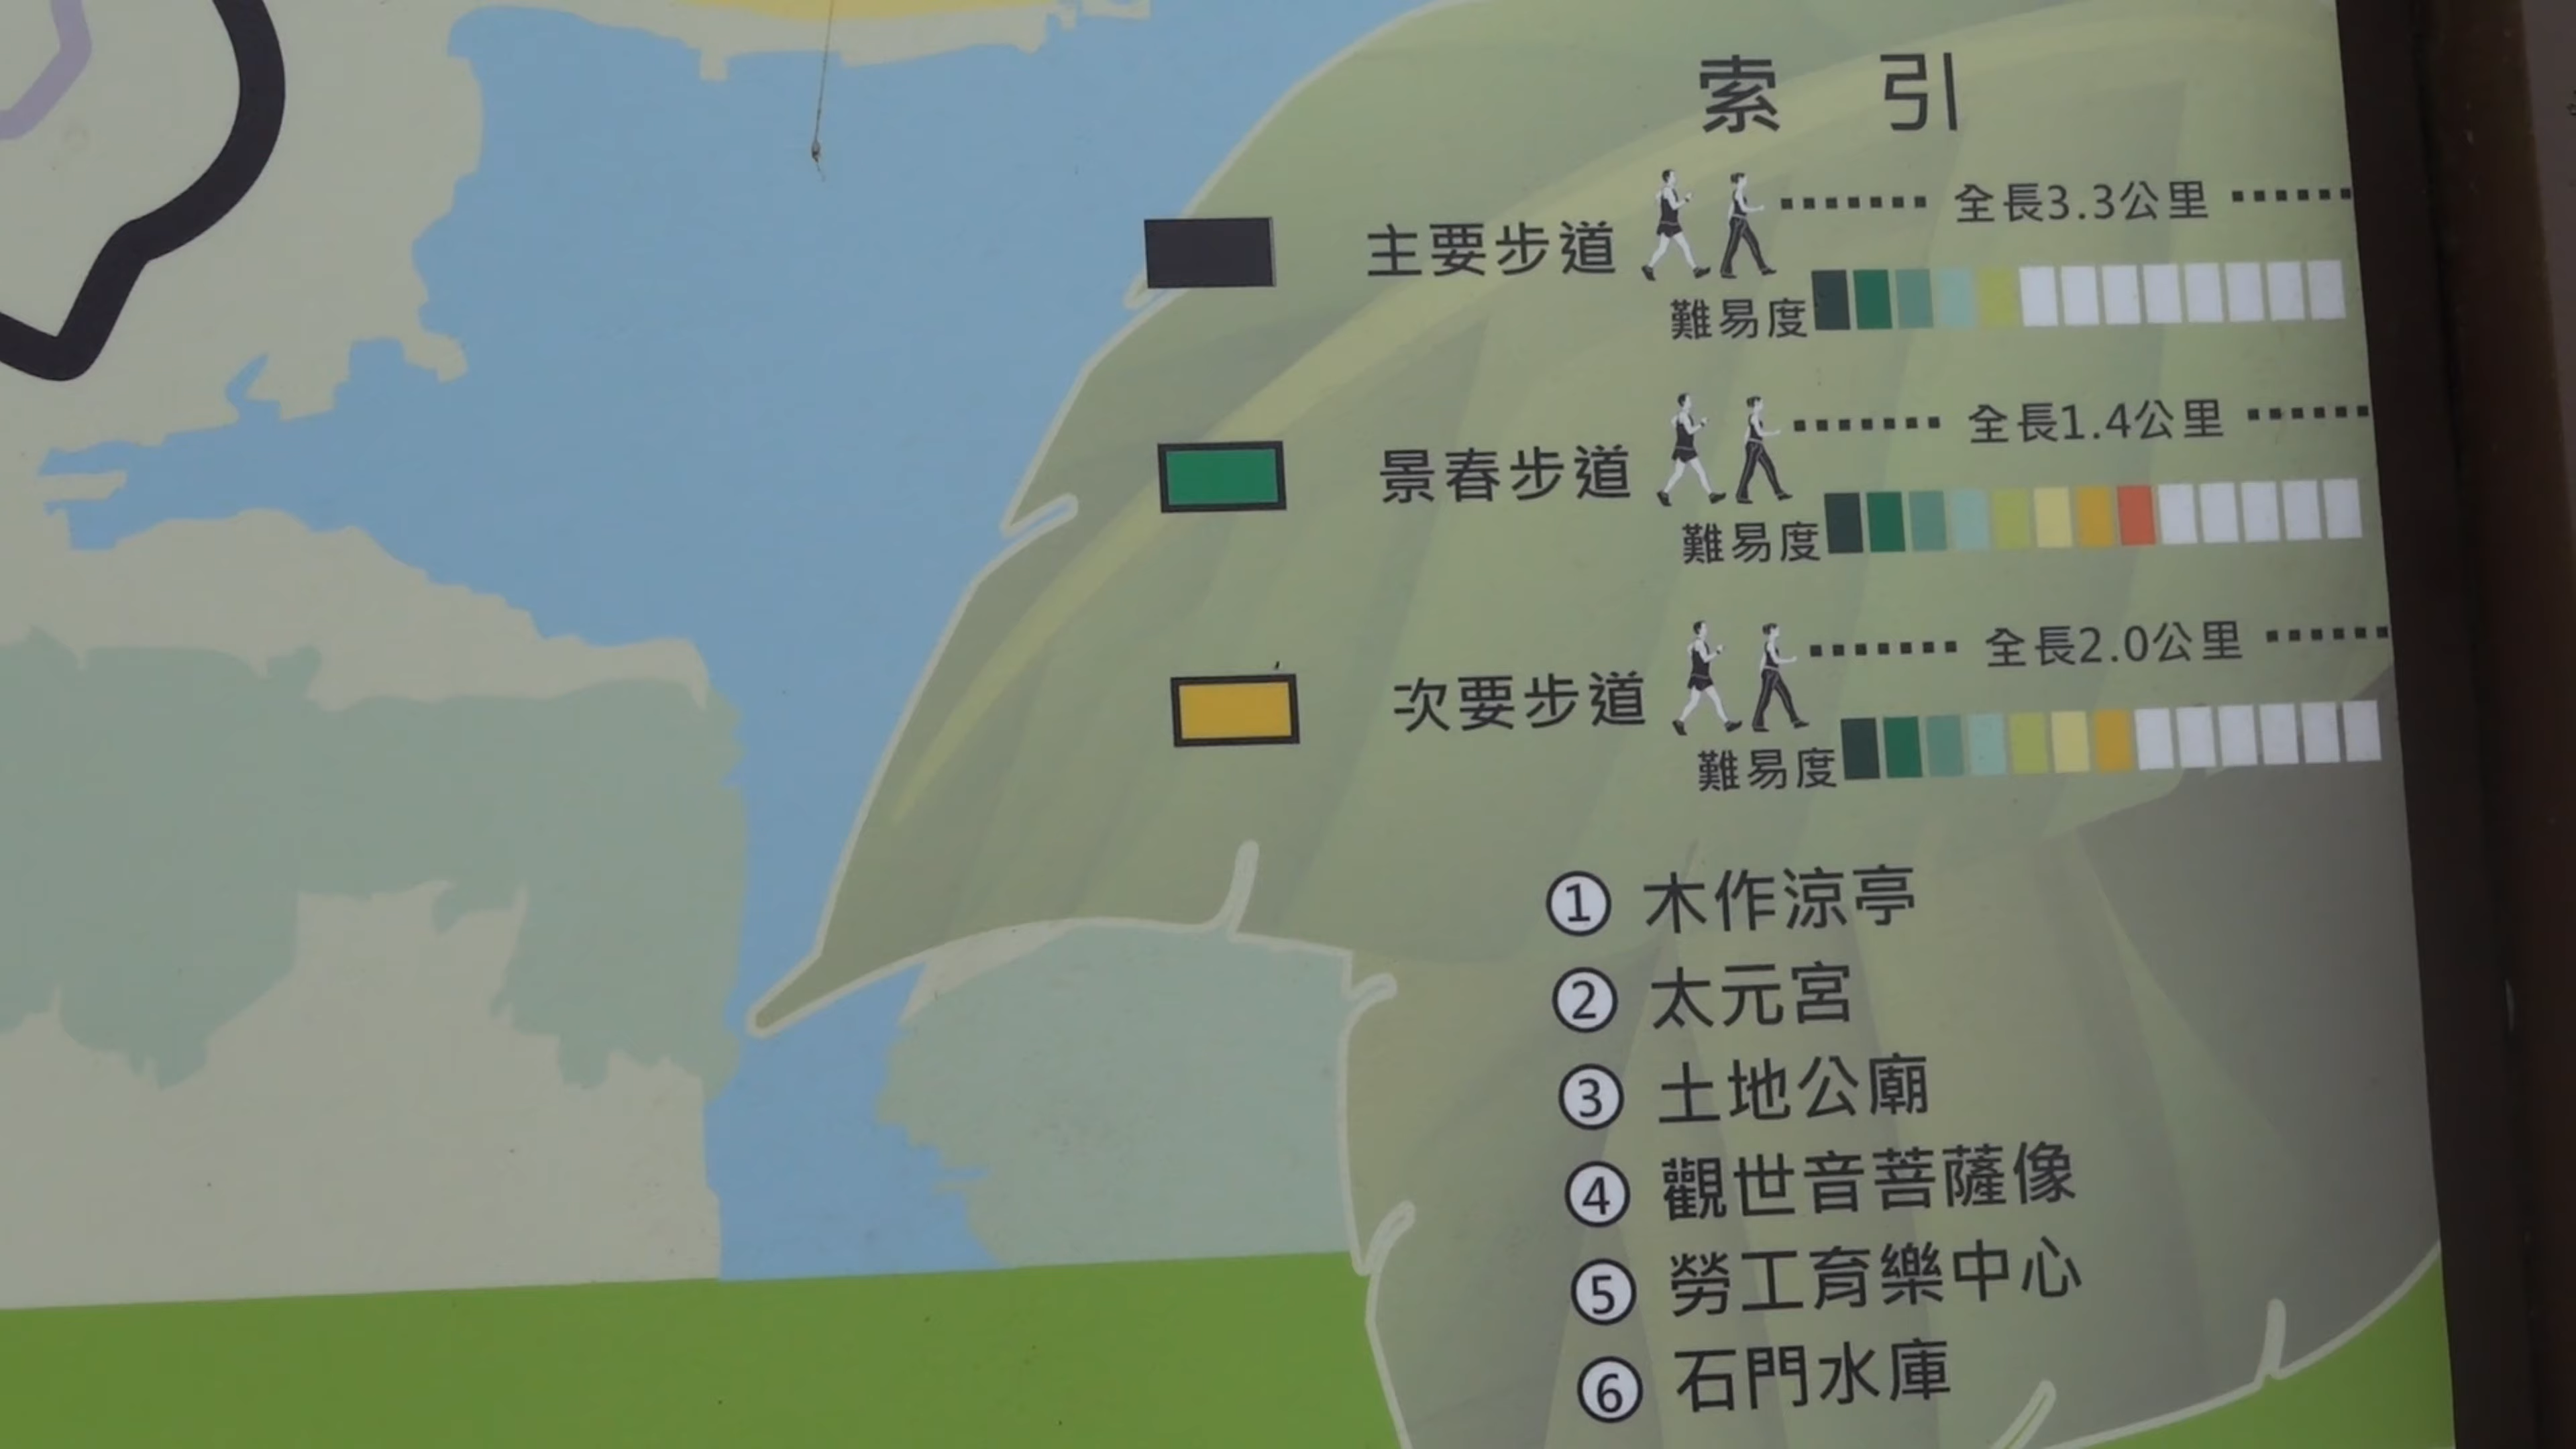 索 引
主要步道 全長3.3公里
難易度
景春步道 全長1.4公里
難易度
次要步道 全長2.0公里
難易度
① 木作涼亭
② 太元宮
③ 土地公廟
④ 觀世音菩薩像
⑤ 勞工育樂中心
⑥ 石門水庫